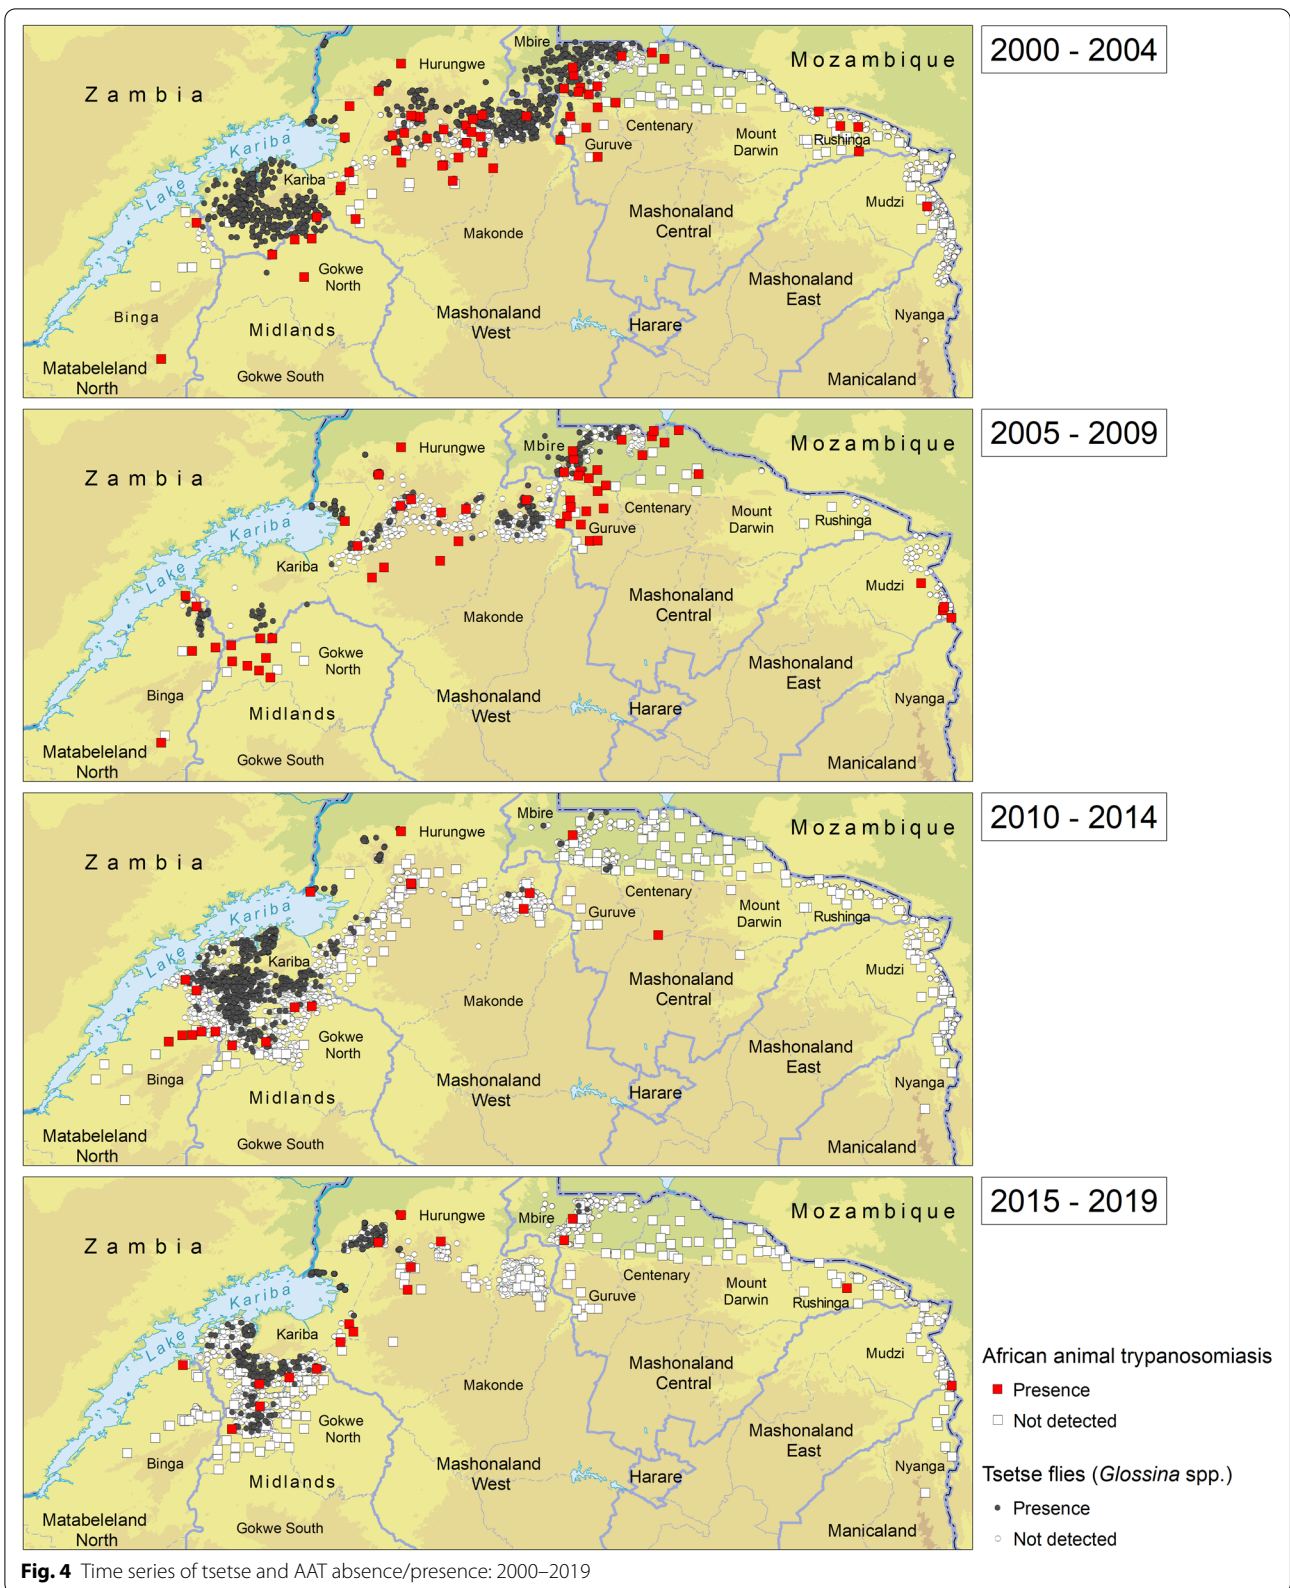 2000 - 2004
Zambia
Mozambique
Mbire
Hurungwe
Lake
Kariba
Kariba
Centenary
Mount
Darwin
Rushinga
Guruve
Mudzi
Makonde
Mashonaland
Central
Gokwe
North
Mashonaland
East
Binga
Midlands
Mashonaland
West
Harare
Nyanga
Matabeleland
North
Gokwe South
Manicaland
2005 - 2009
Zambia
Mozambique
Mbire
Hurungwe
Lake
Kariba
Kariba
Centenary
Mount
Darwin
Rushinga
Guruve
Mudzi
Makonde
Mashonaland
Central
Gokwe
North
Mashonaland
East
Binga
Midlands
Mashonaland
West
Harare
Nyanga
Matabeleland
North
Gokwe South
Manicaland
2010 - 2014
Zambia
Mozambique
Mbire
Hurungwe
Lake
Kariba
Kariba
Centenary
Mount
Darwin
Rushinga
Guruve
Mudzi
Makonde
Mashonaland
Central
Gokwe
North
Mashonaland
East
Binga
Midlands
Mashonaland
West
Harare
Nyanga
Matabeleland
North
Gokwe South
Manicaland
2015 - 2019
Zambia
Mozambique
Mbire
Hurungwe
Lake
Kariba
Kariba
Centenary
Mount
Darwin
Rushinga
Guruve
Mudzi
Makonde
Mashonaland
Central
Gokwe
North
Mashonaland
East
Binga
Midlands
Mashonaland
West
Harare
Nyanga
Matabeleland
North
Gokwe South
Manicaland
African animal trypanosomiasis
Presence
Not detected
Tsetse flies (Glossina spp.)
Presence
Not detected
Fig. 4 Time series of tsetse and AAT absence/presence: 2000–2019